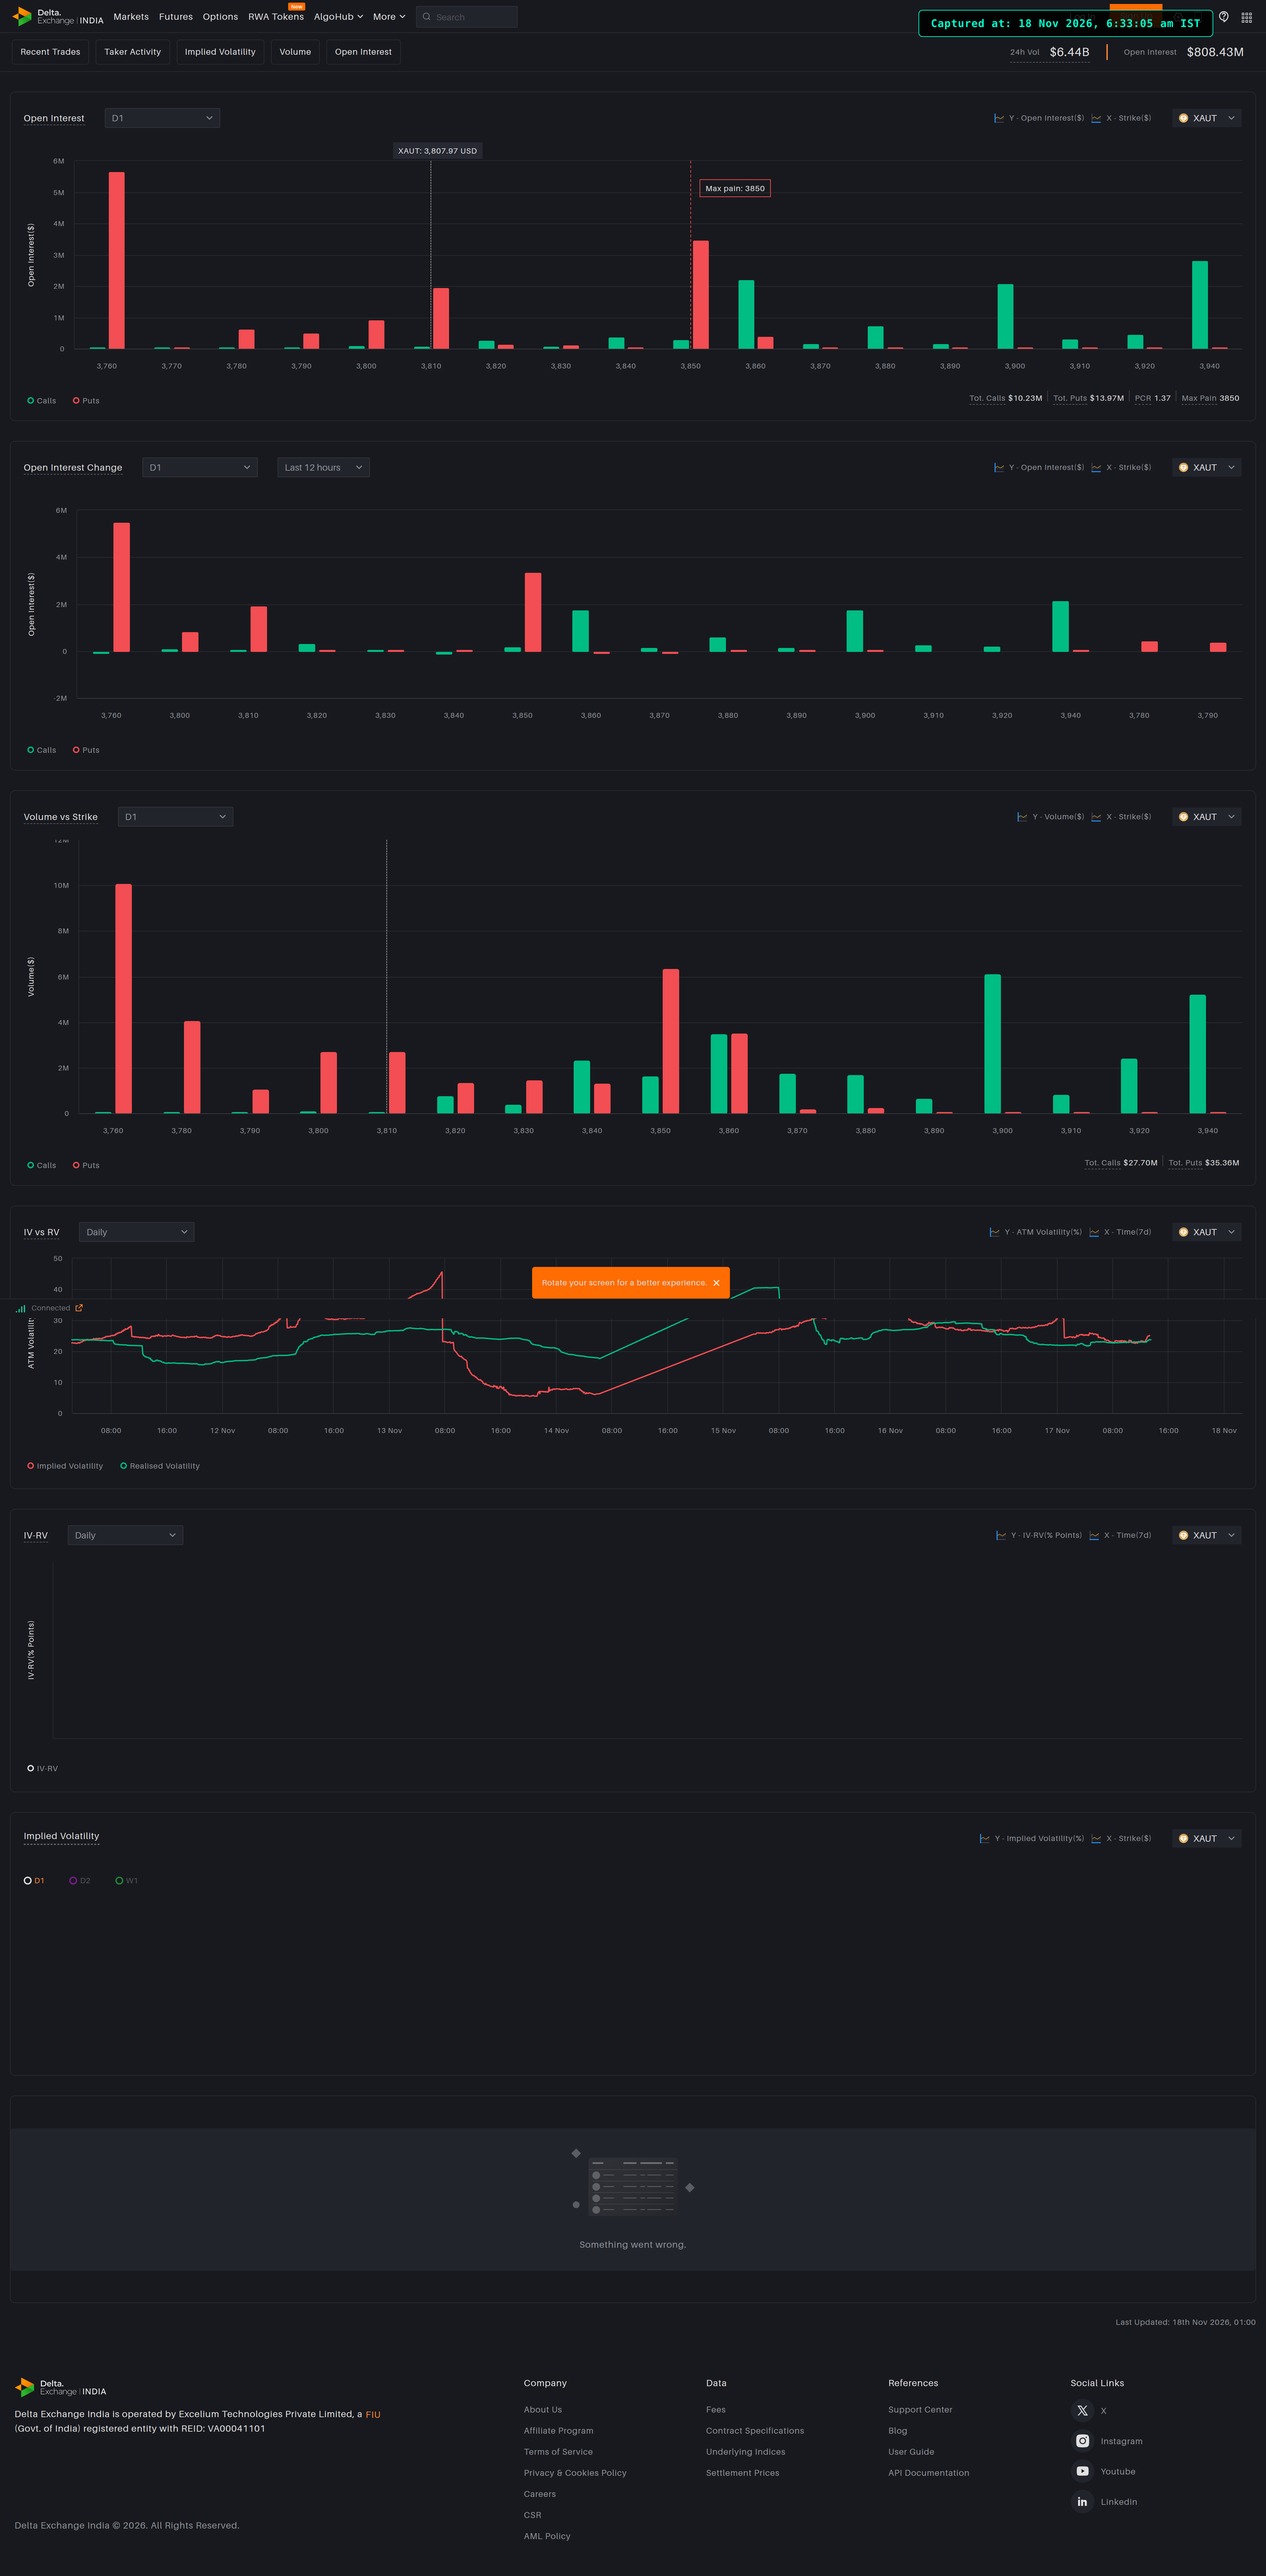 Delta. Exchange | INDIA Markets Futures Options RWA Tokens New AlgoHub More Search
Captured at: 18 Nov 2026, 6:33:05 am IST
Recent Trades Taker Activity Implied Volatility Volume Open Interest 24h Vol $6.44B Open Interest $808.43M
Open Interest D1 Y - Open Interest($) X - Strike($) XAUT
XAUT: 3,807.97 USD
Max pain: 3850
Open Interest($)
6M
5M
4M
3M
2M
1M
0
3,760 3,770 3,780 3,790 3,800 3,810 3,820 3,830 3,840 3,850 3,860 3,870 3,880 3,890 3,900 3,910 3,920 3,940
Calls Puts Tot. Calls $10.23M Tot. Puts $13.97M PCR 1.37 Max Pain 3850
Open Interest Change D1 Last 12 hours Y - Open Interest($) X - Strike($) XAUT
Open Interest($)
6M
4M
2M
0
-2M
3,760 3,800 3,810 3,820 3,830 3,840 3,850 3,860 3,870 3,880 3,890 3,900 3,910 3,920 3,940 3,780 3,790
Calls Puts
Volume vs Strike D1 Y - Volume($) X - Strike($) XAUT
Volume($)
12M
10M
8M
6M
4M
2M
0
3,760 3,780 3,790 3,800 3,810 3,820 3,830 3,840 3,850 3,860 3,870 3,880 3,890 3,900 3,910 3,920 3,940
Calls Puts Tot. Calls $27.70M Tot. Puts $35.36M
IV vs RV Daily Y - ATM Volatility(%) X - Time(7d) XAUT
50
40
Rotate your screen for a better experience.
Connected
ATM Volatilit
30
20
10
0
08:00 16:00 12 Nov 08:00 16:00 13 Nov 08:00 16:00 14 Nov 08:00 16:00 15 Nov 08:00 16:00 16 Nov 08:00 16:00 17 Nov 08:00 16:00 18 Nov
Implied Volatility Realised Volatility
IV-RV Daily Y - IV-RV(% Points) X - Time(7d) XAUT
IV-RV(% Points)
IV-RV
Implied Volatility Y - Implied Volatility(%) X - Strike($) XAUT
D1 D2 W1
Something went wrong.
Last Updated: 18th Nov 2026, 01:00
Delta. Exchange | INDIA
Delta Exchange India is operated by Excelium Technologies Private Limited, a FIU
(Govt. of India) registered entity with REID: VA00041101
Delta Exchange India © 2026. All Rights Reserved.
Company
About Us
Affiliate Program
Terms of Service
Privacy & Cookies Policy
Careers
CSR
AML Policy
Data
Fees
Contract Specifications
Underlying Indices
Settlement Prices
References
Support Center
Blog
User Guide
API Documentation
Social Links
X
Instagram
Youtube
Linkedin